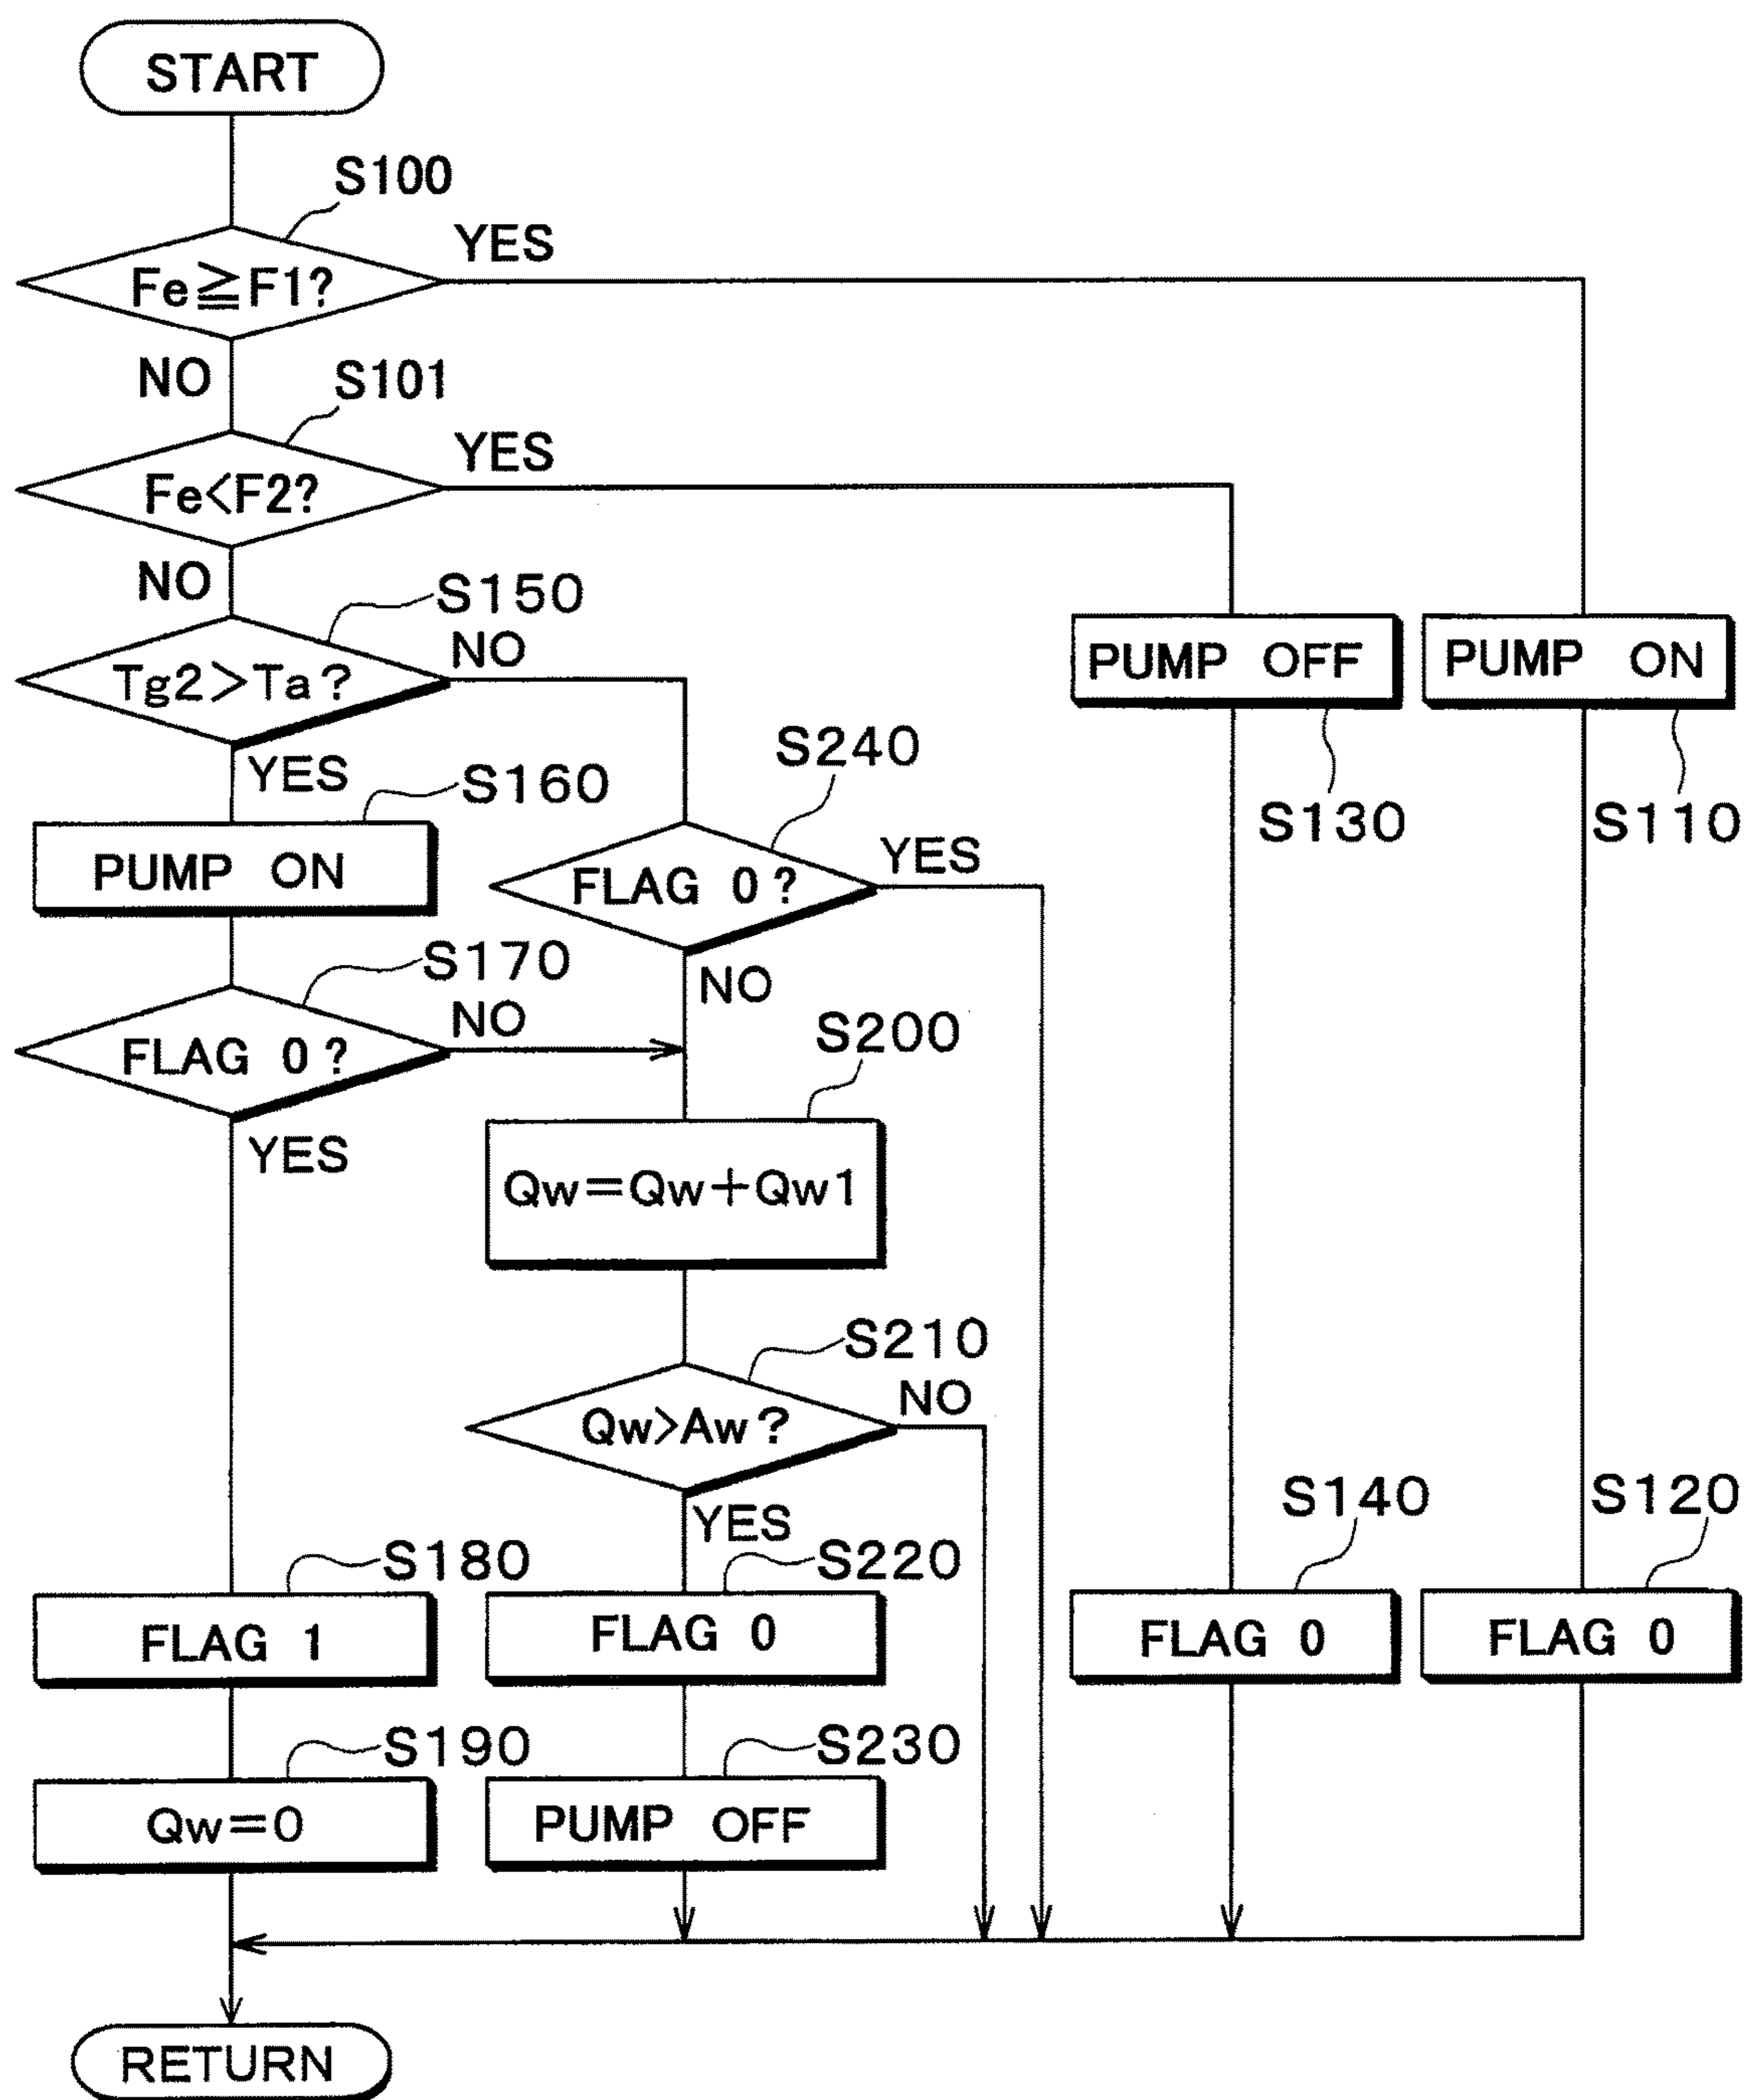 START
S100
Fe≧F1?
YES
NO
S101
Fe<F2?
YES
NO
S150
Tg2>Ta?
NO
YES
PUMP OFF
S130
PUMP ON
S110
S160
PUMP ON
S240
FLAG 0?
YES
NO
S170
FLAG 0?
NO
YES
S200
Qw=Qw+Qw1
S210
Qw>Aw?
NO
YES
S180
FLAG 1
S220
FLAG 0
S140
FLAG 0
S120
FLAG 0
S190
Qw=0
S230
PUMP OFF
RETURN